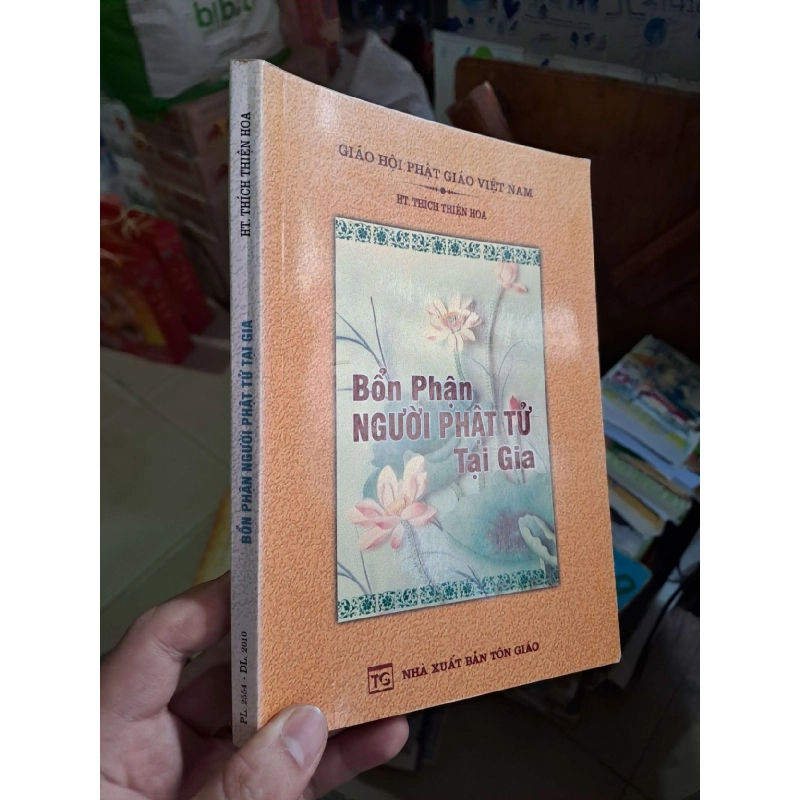 GIÁO HỘI PHẬT GIÁO VIỆT NAM
HT. THÍCH THIỆN HOA
Bổn Phận
NGƯỜI PHẬT TỬ
Tại Gia
TG
NHÀ XUẤT BẢN TÔN GIÁO
HT. THÍCH THIỆN HOA
BỔN PHẬN NGƯỜI PHẬT TỬ TẠI GIA
PL. 2554 - DL. 2010